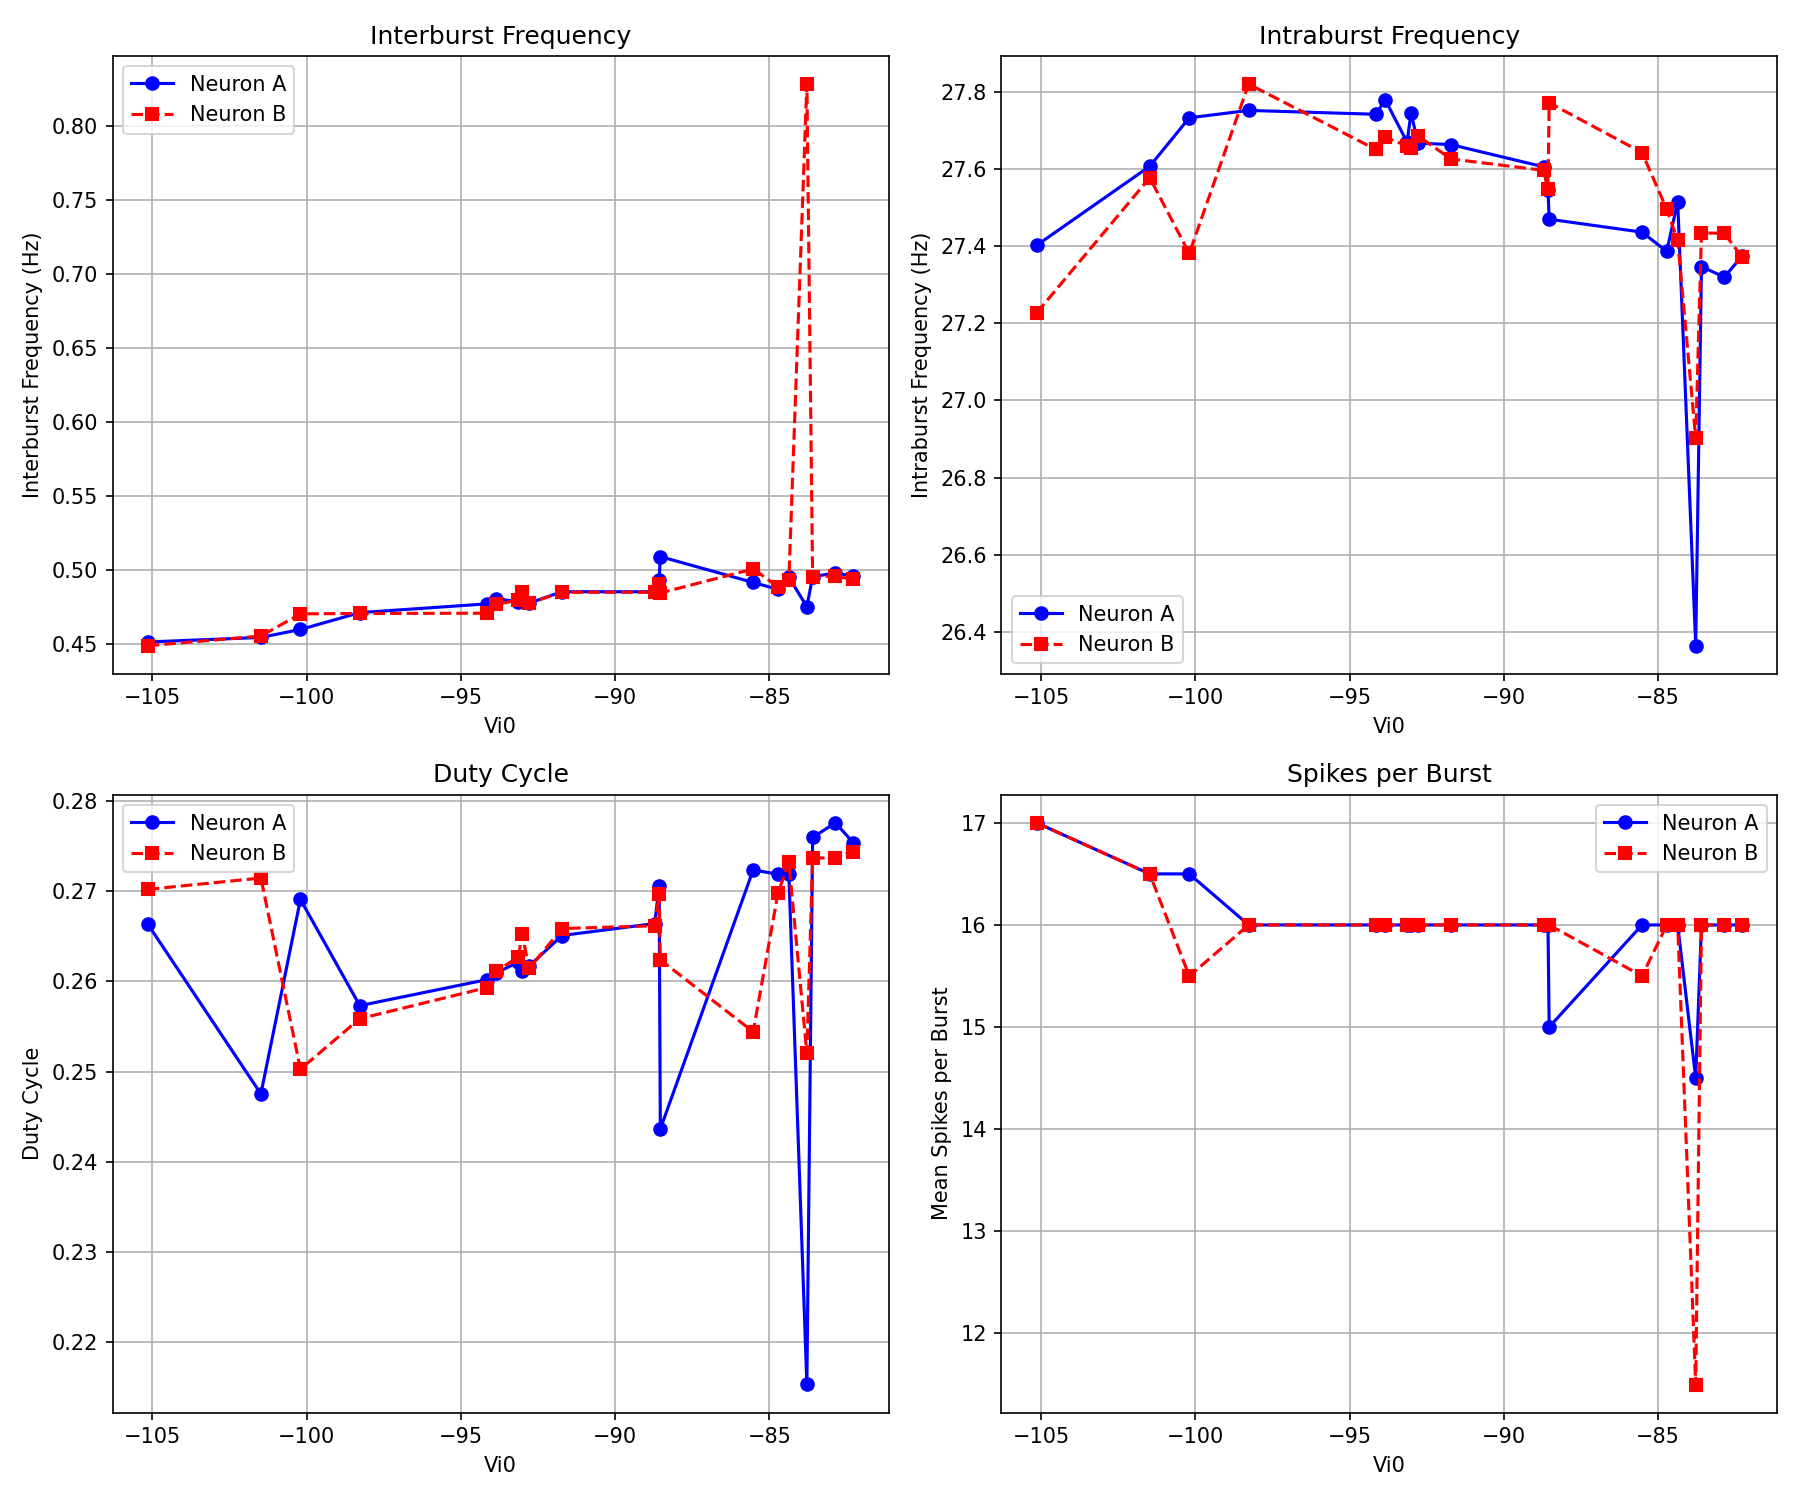 Interburst Frequency
Neuron A
Neuron B
0.80
0.75
0.70
0.65
0.60
0.55
0.50
0.45
Interburst Frequency (Hz)
−105
−100
−95
−90
−85
Vi0
Intraburst Frequency
27.8
27.6
27.4
27.2
27.0
26.8
26.6
26.4
Intraburst Frequency (Hz)
Neuron A
Neuron B
−105
−100
−95
−90
−85
Vi0
Duty Cycle
Neuron A
Neuron B
0.28
0.27
0.26
0.25
0.24
0.23
0.22
Duty Cycle
−105
−100
−95
−90
−85
Vi0
Spikes per Burst
Neuron A
Neuron B
17
16
15
14
13
12
Mean Spikes per Burst
−105
−100
−95
−90
−85
Vi0